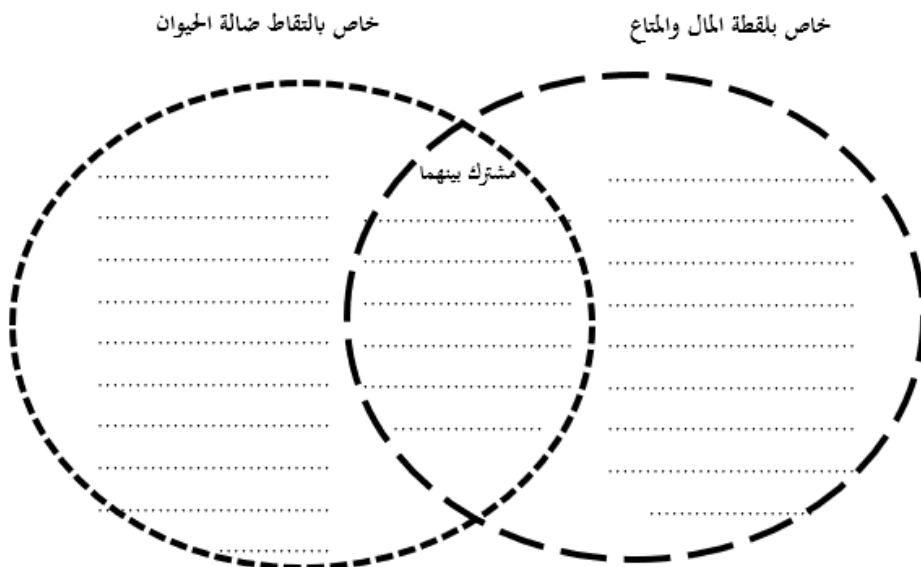 خاص بلقطة المال والمتاع
خاص بالتقاط ضالة الحيوان
مشترك بينهما